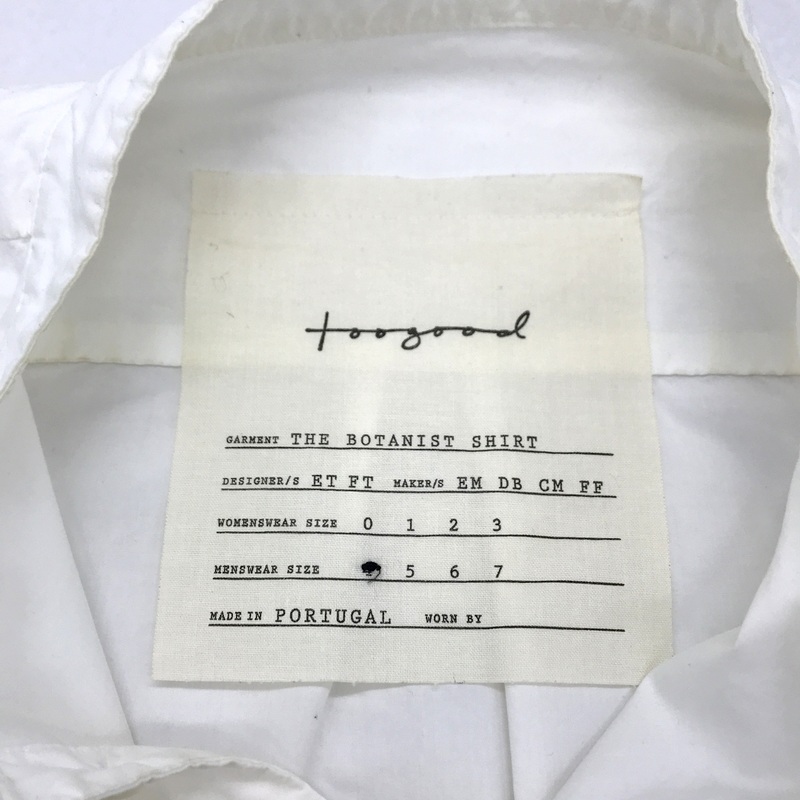 toogood
GARMENT THE BOTANIST SHIRT
DESIGNER/S ET FT MAKER/S EM DB CM FF
WOMENSWEAR SIZE 0 1 2 3
MENSWEAR SIZE 5 6 7
MADE IN PORTUGAL WORN BY